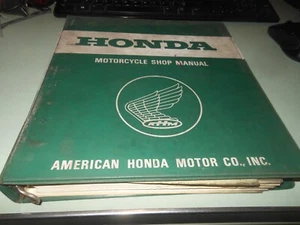 HONDA
MOTORCYCLE SHOP MANUAL
AMERICAN HONDA MOTOR CO., INC.